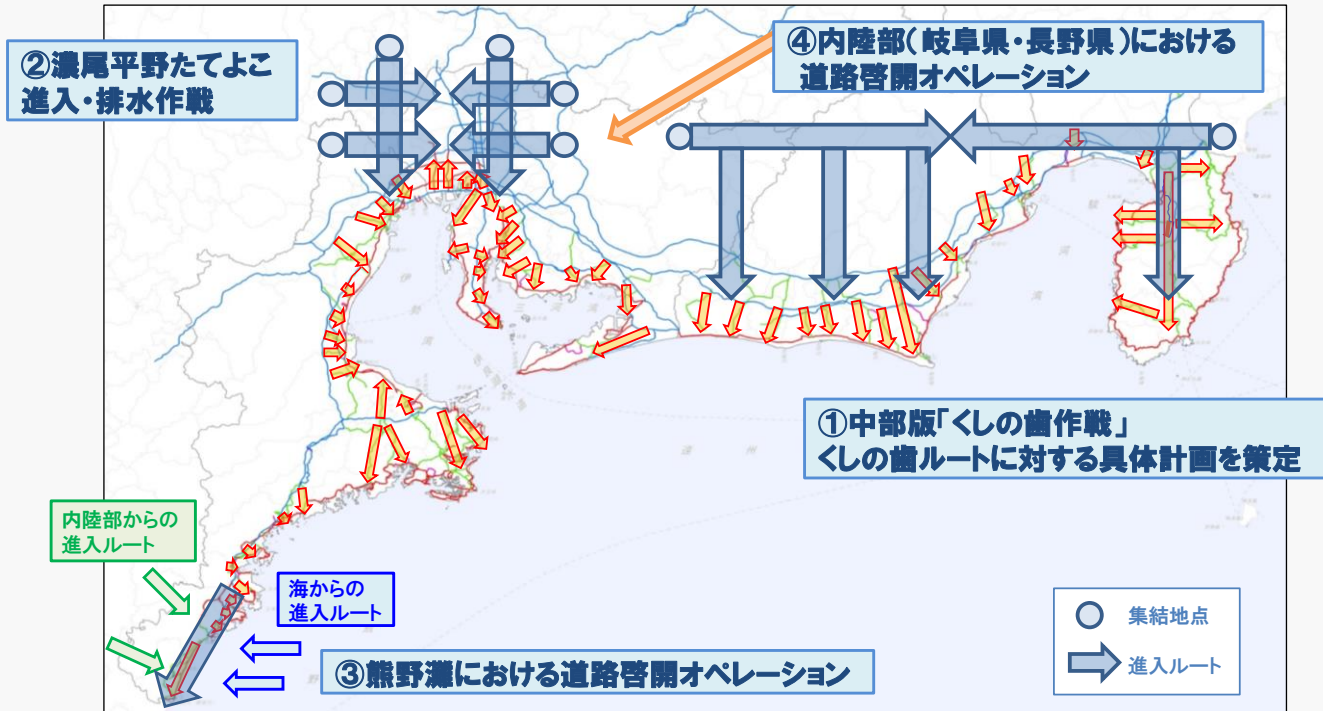 ②濃尾平野たてよこ
進入・排水作戦
④内陸部(岐阜県・長野県)における
道路啓開オペレーション
①中部版「くしの歯作戦」
くしの歯ルートに対する具体計画を策定
内陸部からの
進入ルート
海からの
進入ルート
③熊野灘における道路啓開オペレーション
集結地点
進入ルート